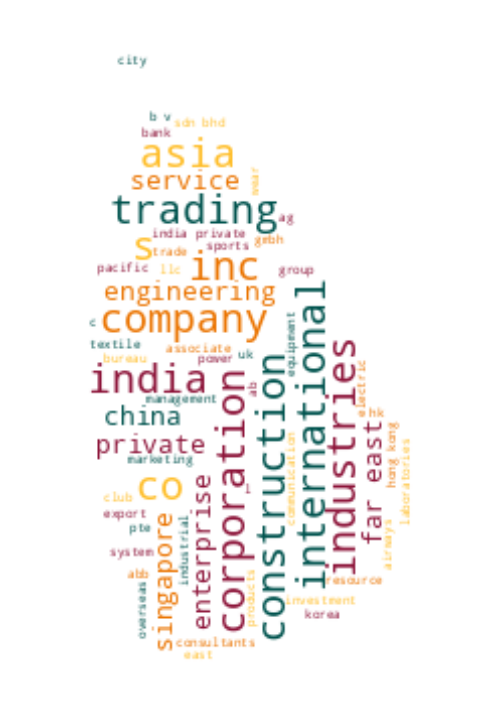 city
b v
sdn bhd
bank
asia
service
wear
trading
ag
india private
gmbh
s
trade
sports
pacific
llc
inc
group
engineering
c
company
textile
associate
bureau
power
uk
equipment
international
india
management
ab
construction
industries
electric
china
corporation
hk
private
marketing
far east
hong kong
co
l
communication
laboratories
club
export
pte
enterprise
singapore
industrial
airways
system
abb
resource
overseas
products
investment
korea
consultants
east